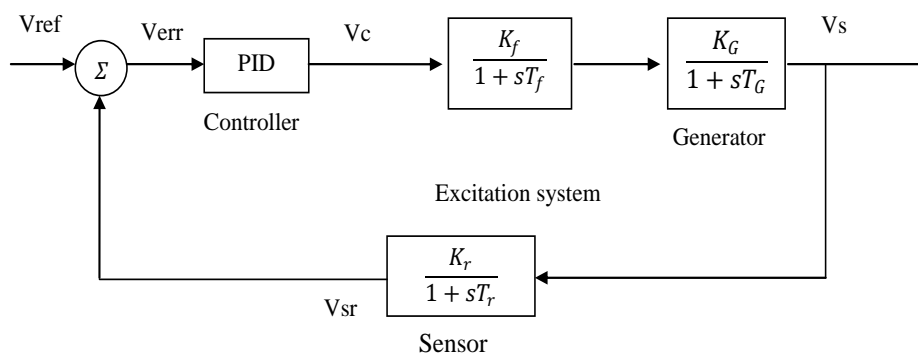 Vref
Verr
Vc
Vs
Σ
PID
K_f
1 + sT_f
K_G
1 + sT_G
Controller
Generator
Excitation system
K_r
1 + sT_r
Vsr
Sensor